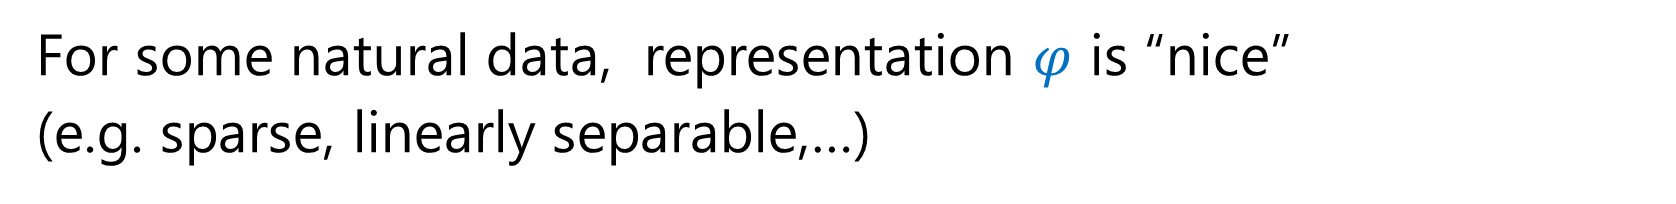 For some natural data,  representation φ is “nice”
(e.g. sparse, linearly separable,…)